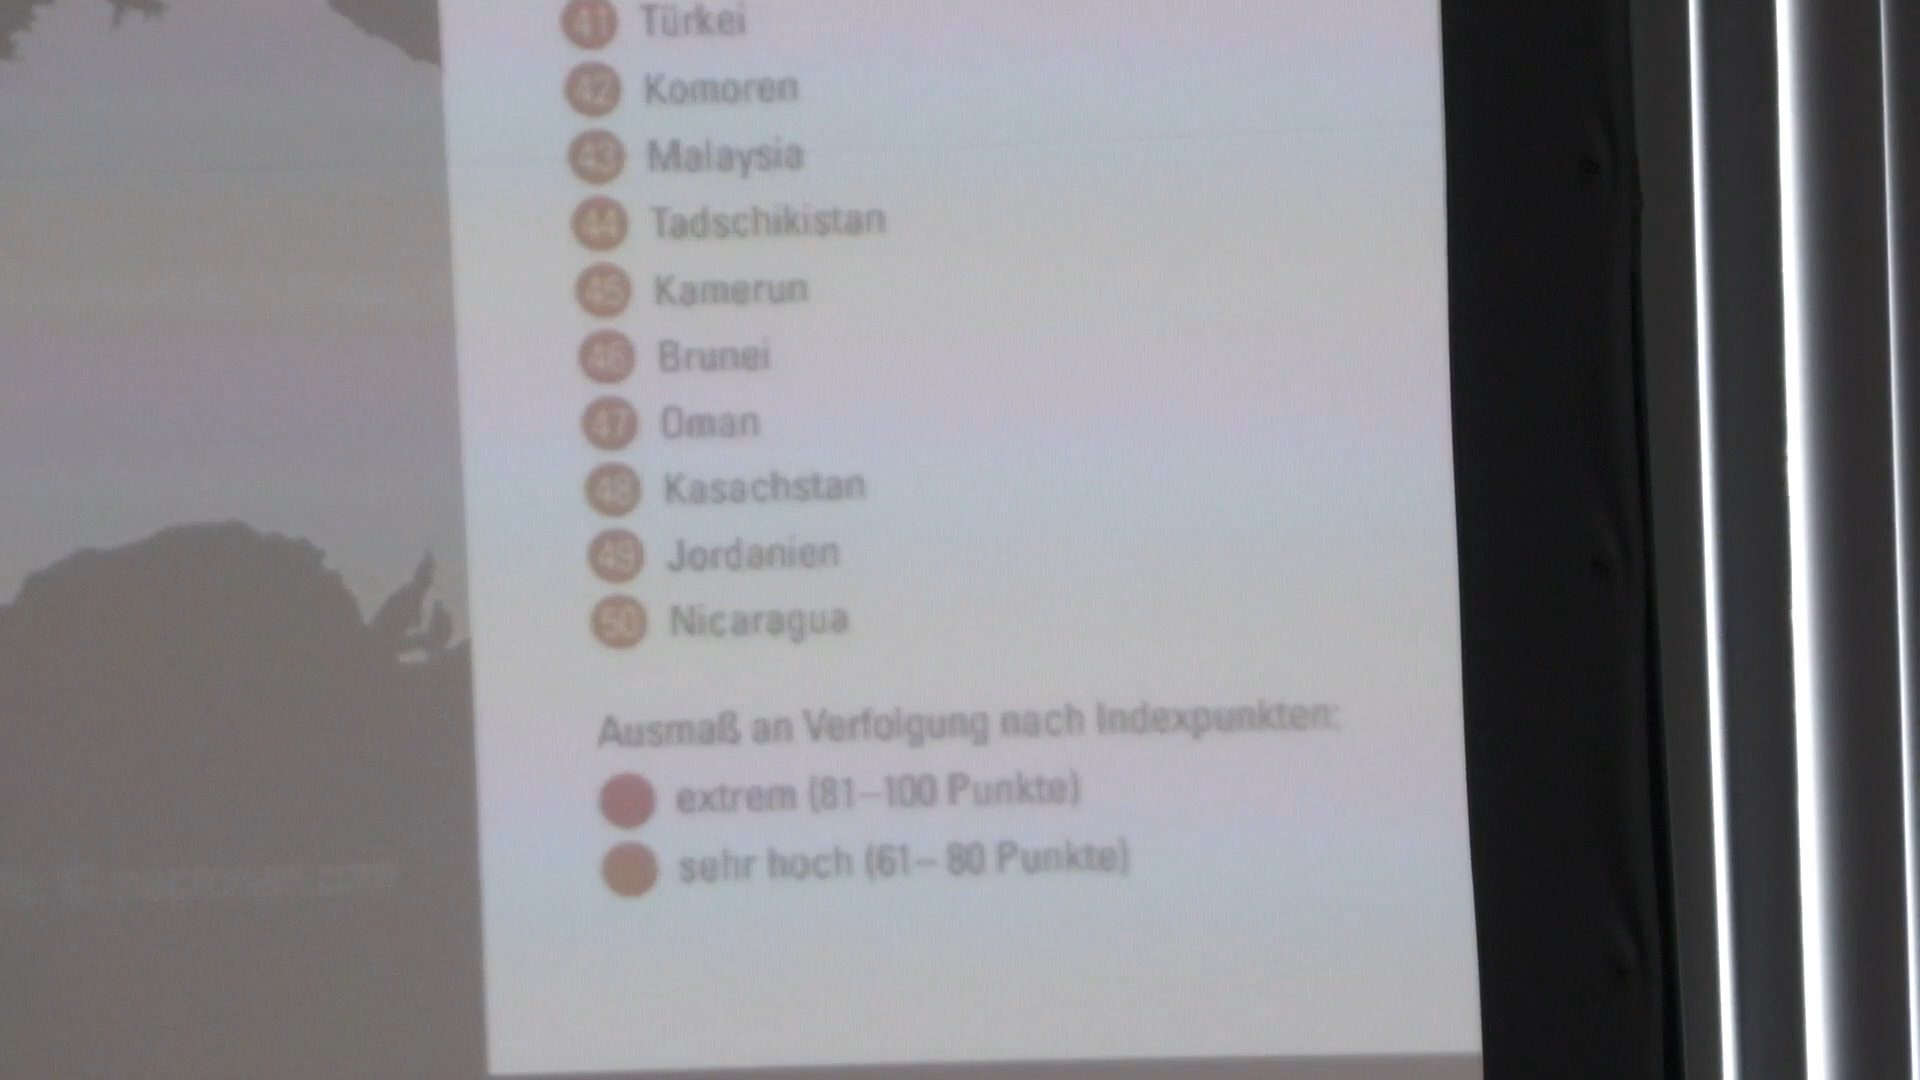 41 Türkei
42 Komoren
43 Malaysia
44 Tadschikistan
45 Kamerun
46 Brunei
47 Oman
48 Kasachstan
49 Jordanien
50 Nicaragua
Ausmaß an Verfolgung nach Indexpunkten:
extrem (81–100 Punkte)
sehr hoch (61– 80 Punkte)